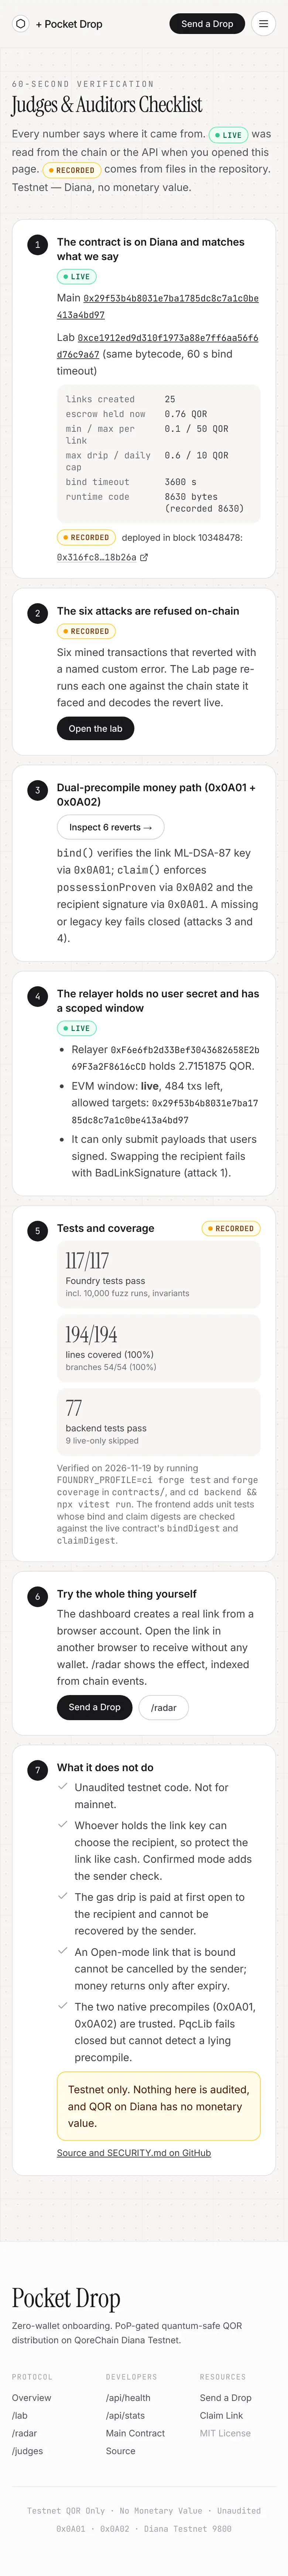 + Pocket Drop
Send a Drop
60-SECOND VERIFICATION
Judges & Auditors Checklist
Every number says where it came from. LIVE was
read from the chain or the API when you opened this
page. RECORDED comes from files in the repository.
Testnet — Diana, no monetary value.
1
The contract is on Diana and matches
what we say
LIVE
Main 0x29f53b4b8031e7ba1785dc8c7a1c0be
413a4bd97
Lab 0xce1912ed9d310f1973a88e7ff6aa56f6
d76c9a67 (same bytecode, 60 s bind
timeout)
links created 25
escrow held now 0.76 QOR
min / max per 0.1 / 50 QOR
link
max drip / daily 0.6 / 10 QOR
cap
bind timeout 3600 s
runtime code 8630 bytes
(recorded 8630)
RECORDED deployed in block 10348478:
0x316fc8…18b26a
2
The six attacks are refused on-chain
RECORDED
Six mined transactions that reverted with
a named custom error. The Lab page re-
runs each one against the chain state it
faced and decodes the revert live.
Open the lab
3
Dual-precompile money path (0x0A01 +
0x0A02)
Inspect 6 reverts →
bind() verifies the link ML-DSA-87 key
via 0x0A01; claim() enforces
possessionProven via 0x0A02 and the
recipient signature via 0x0A01. A missing
or legacy key fails closed (attacks 3 and
4).
4
The relayer holds no user secret and has
a scoped window
LIVE
• Relayer 0xF6e6fb2d33Bef3043682658E2b
69F3a2F8616cCD holds 2.7151875 QOR.
• EVM window: live, 484 txs left,
allowed targets: 0x29f53b4b8031e7ba17
85dc8c7a1c0be413a4bd97
• It can only submit payloads that users
signed. Swapping the recipient fails
with BadLinkSignature (attack 1).
5
Tests and coverage
RECORDED
117/117
Foundry tests pass
incl. 10,000 fuzz runs, invariants
194/194
lines covered (100%)
branches 54/54 (100%)
77
backend tests pass
9 live-only skipped
Verified on 2026-11-19 by running
FOUNDRY_PROFILE=ci forge test and forge
coverage in contracts/, and cd backend &&
npx vitest run. The frontend adds unit tests
whose bind and claim digests are checked
against the live contract's bindDigest and
claimDigest.
6
Try the whole thing yourself
The dashboard creates a real link from a
browser account. Open the link in
another browser to receive without any
wallet. /radar shows the effect, indexed
from chain events.
Send a Drop
/radar
7
What it does not do
Unaudited testnet code. Not for
mainnet.
Whoever holds the link key can
choose the recipient, so protect the
link like cash. Confirmed mode adds
the sender check.
The gas drip is paid at first open to
the recipient and cannot be
recovered by the sender.
An Open-mode link that is bound
cannot be cancelled by the sender;
money returns only after expiry.
The two native precompiles (0x0A01,
0x0A02) are trusted. PqcLib fails
closed but cannot detect a lying
precompile.
Testnet only. Nothing here is audited,
and QOR on Diana has no monetary
value.
Source and SECURITY.md on GitHub
Pocket Drop
Zero-wallet onboarding. PoP-gated quantum-safe QOR
distribution on QoreChain Diana Testnet.
PROTOCOL
Overview
/lab
/radar
/judges
DEVELOPERS
/api/health
/api/stats
Main Contract
Source
RESOURCES
Send a Drop
Claim Link
MIT License
Testnet QOR Only · No Monetary Value · Unaudited
0x0A01 · 0x0A02 · Diana Testnet 9800